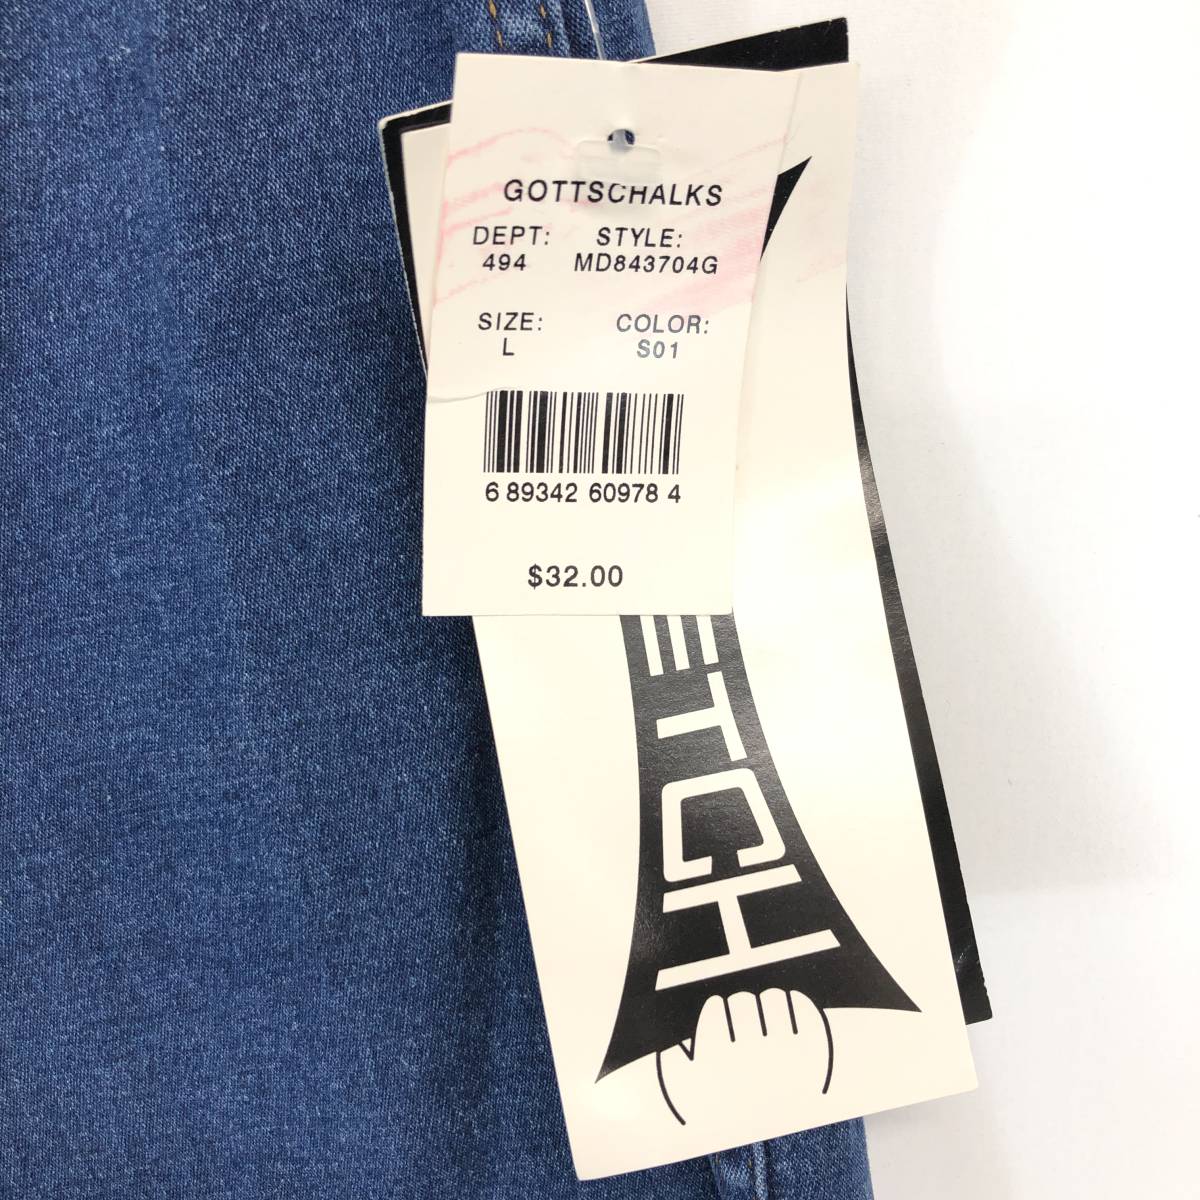 GOTTSCHALKS
DEPT: STYLE:
494 MD843704G
SIZE: COLOR:
L S01
6 89342 60978 4
$32.00
ETCH